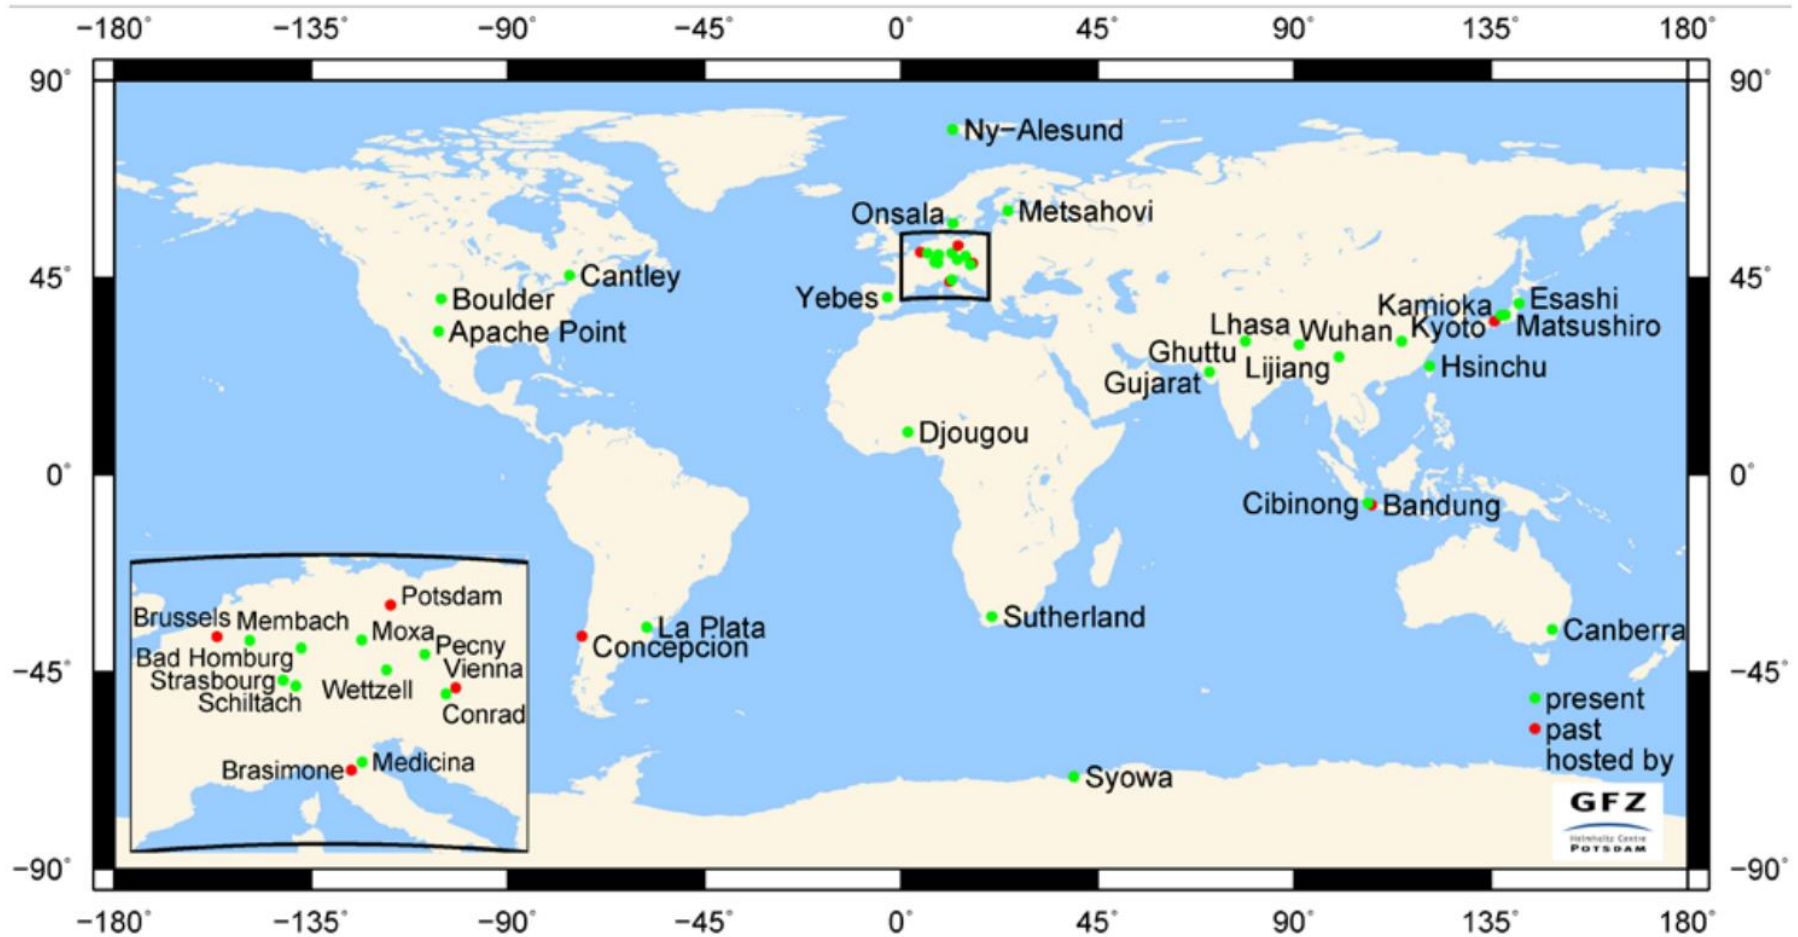 −180° −135° −90° −45° 0° 45° 90° 135° 180°
90° 90°
Ny−Alesund
Onsala Metsahovi
45° 45°
Cantley
Boulder
Yebes
Apache Point
Kamioka Esashi
Lhasa Wuhan Kyoto Matsushiro
Ghuttu
Lijiang Hsinchu
Gujarat
Djougou
0° 0°
Cibinong Bandung
Sutherland
La Plata
Concepcion
Canberra
−45° −45°
Potsdam
Brussels Membach
Moxa
Pecny
Bad Homburg
Vienna
Strasbourg
Wettzell
Schiltach
Conrad
Brasimone Medicina
present
past
hosted by
GFZ
Helmholtz Centre
POTSDAM
Syowa
−90° −90°
−180° −135° −90° −45° 0° 45° 90° 135° 180°